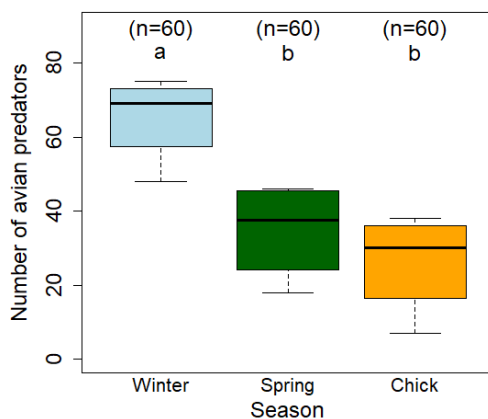 (n=60) (n=60) (n=60)
a b b
Number of avian predators
80
60
40
20
0
Winter Spring Chick
Season